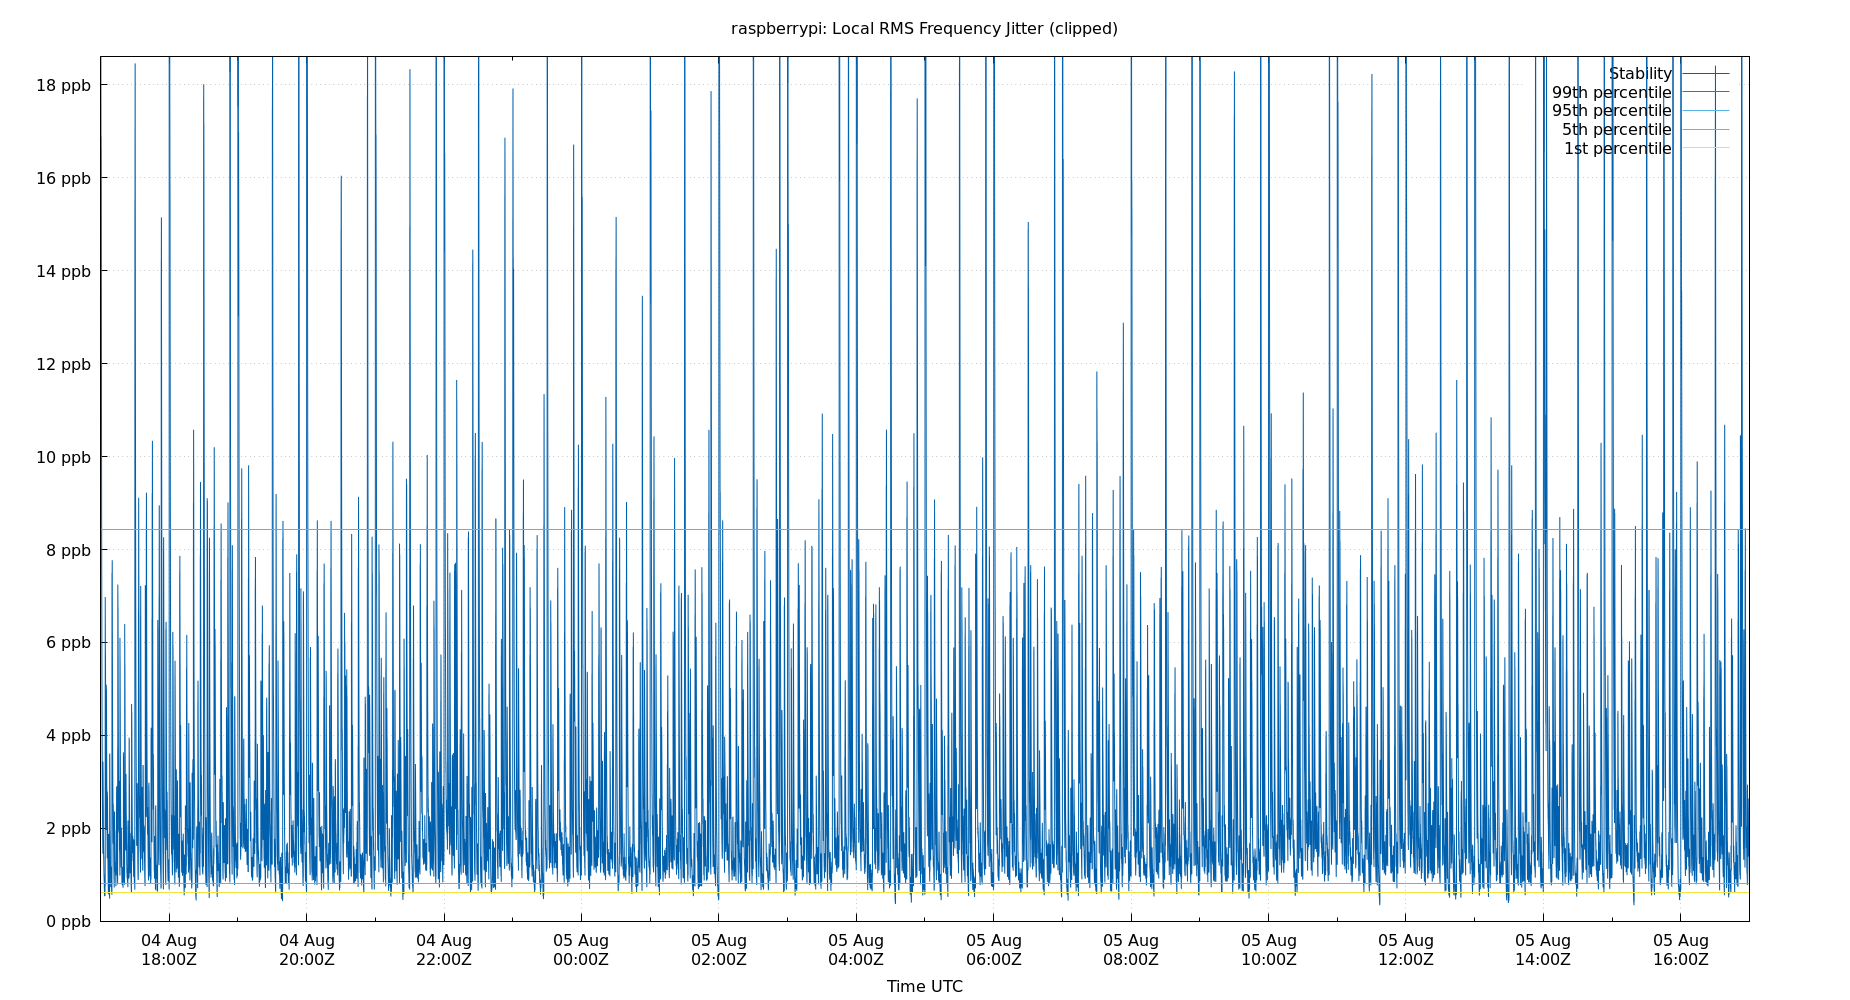 raspberrypi: Local RMS Frequency Jitter (clipped)
18 ppb
16 ppb
14 ppb
12 ppb
10 ppb
8 ppb
6 ppb
4 ppb
2 ppb
0 ppb
Stability
99th percentile
95th percentile
5th percentile
1st percentile
04 Aug
18:00Z
04 Aug
20:00Z
04 Aug
22:00Z
05 Aug
00:00Z
05 Aug
02:00Z
05 Aug
04:00Z
05 Aug
06:00Z
05 Aug
08:00Z
05 Aug
10:00Z
05 Aug
12:00Z
05 Aug
14:00Z
05 Aug
16:00Z
Time UTC